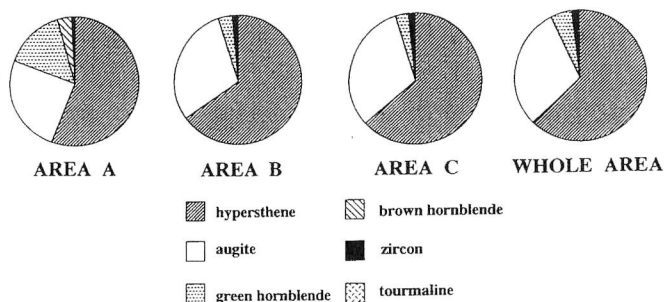 AREA A AREA B AREA C WHOLE AREA
hypersthene brown hornblende
augite zircon
green hornblende tourmaline